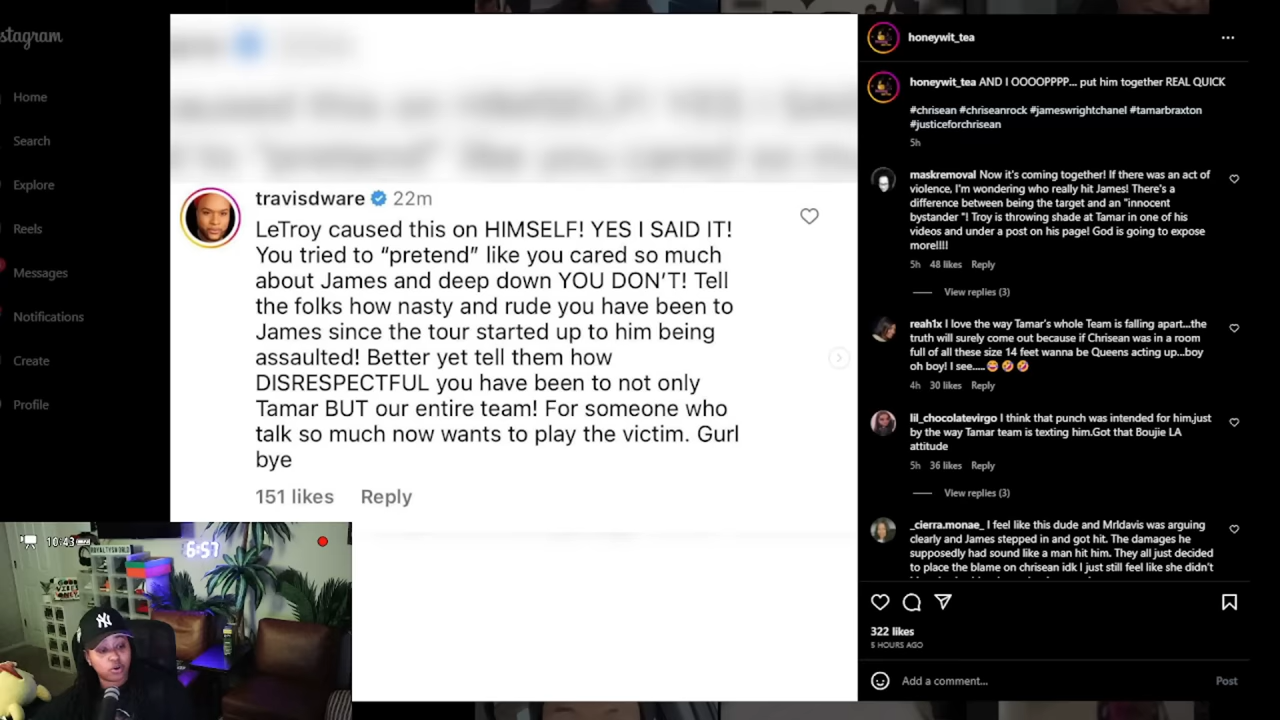 stagram
Home
Search
Explore
Reels
Messages
Notifications
Create
Profile
travisdware 22m
LeTroy caused this on HIMSELF! YES I SAID IT!
You tried to “pretend” like you cared so much
about James and deep down YOU DON’T! Tell
the folks how nasty and rude you have been to
James since the tour started up to him being
assaulted! Better yet tell them how
DISRESPECTFUL you have been to not only
Tamar BUT our entire team! For someone who
talk so much now wants to play the victim. Gurl
bye
151 likes Reply
10:43
6:57
honeywit_tea
honeywit_tea AND I OOOOPPPP... put him together REAL QUICK
#chrisean #chriseanrock #jameswrightchanel #tamarbraxton
#justiceforchrisean
5h
maskremoval Now it's coming together! If there was an act of
violence, I'm wondering who really hit James! There's a
difference between being the target and an "innocent
bystander "! Troy is throwing shade at Tamar in one of his
videos and under a post on his page! God is going to expose
more!!!!
5h 48 likes Reply
View replies (3)
reah1x I love the way Tamar's whole Team is falling apart...the
truth will surely come out because if Chrisean was in a room
full of all these size 14 feet wanna be Queens acting up...boy
oh boy! I see..... 😂 🤣 🤣
4h 30 likes Reply
lil_chocolatevirgo I think that punch was intended for him,just
by the way Tamar team is texting him.Got that Boujie LA
attitude
5h 36 likes Reply
View replies (3)
_cierra.monae_ I feel like this dude and Mrldavis was arguing
clearly and James stepped in and got hit. The damages he
supposedly had sound like a man hit him. They all just decided
to place the blame on chrisean idk I just still feel like she didn't
322 likes
5 HOURS AGO
Add a comment...
Post